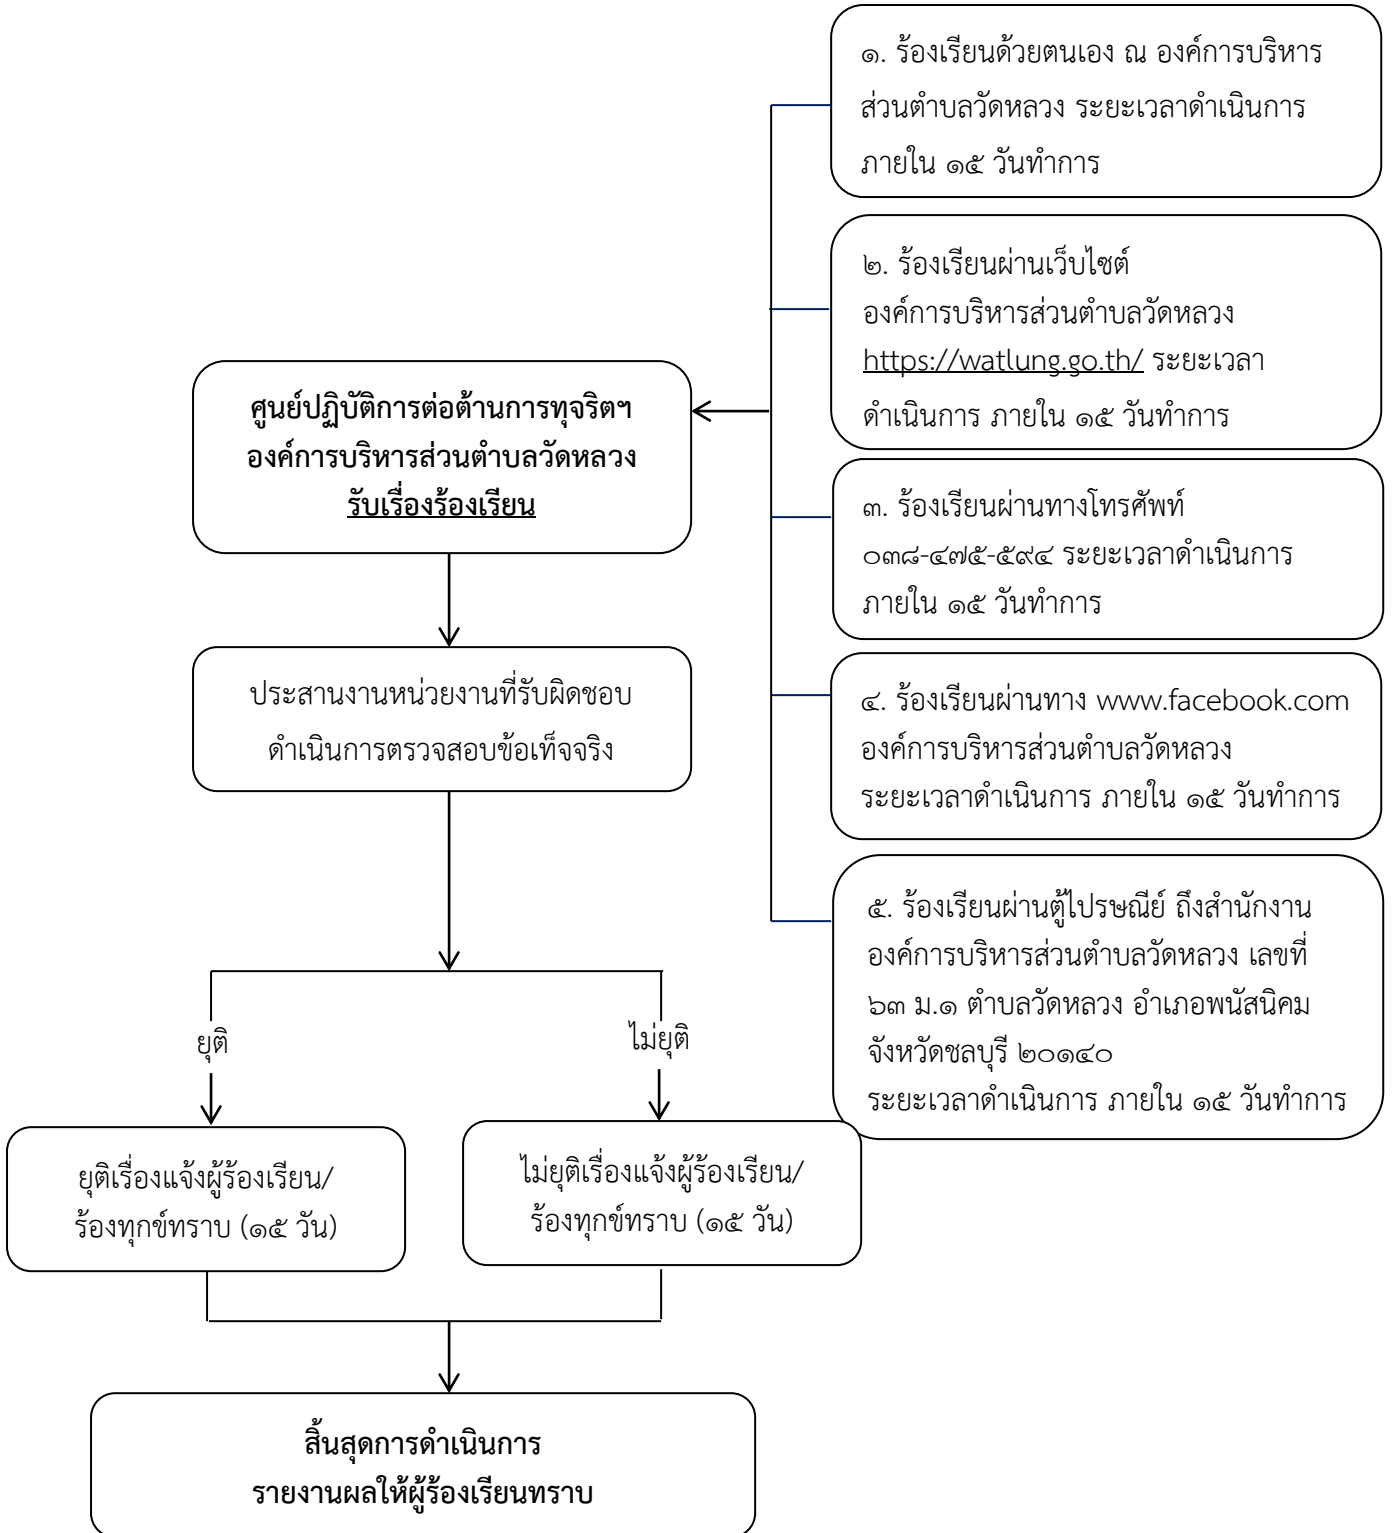 ๑. ร้องเรียนด้วยตนเอง ณ องค์การบริหาร
ส่วนตำบลวัดหลวง ระยะเวลาดำเนินการ
ภายใน ๑๕ วันทำการ
๒. ร้องเรียนผ่านเว็บไซต์
องค์การบริหารส่วนตำบลวัดหลวง
https://watlung.go.th/ ระยะเวลา
ดำเนินการ ภายใน ๑๕ วันทำการ
ศูนย์ปฏิบัติการต่อต้านการทุจริตฯ
องค์การบริหารส่วนตำบลวัดหลวง
รับเรื่องร้องเรียน
๓. ร้องเรียนผ่านทางโทรศัพท์
๐๓๘-๔๗๕-๕๙๔ ระยะเวลาดำเนินการ
ภายใน ๑๕ วันทำการ
ประสานงานหน่วยงานที่รับผิดชอบ
ดำเนินการตรวจสอบข้อเท็จจริง
๔. ร้องเรียนผ่านทาง www.facebook.com
องค์การบริหารส่วนตำบลวัดหลวง
ระยะเวลาดำเนินการ ภายใน ๑๕ วันทำการ
๕. ร้องเรียนผ่านตู้ไปรษณีย์ ถึงสำนักงาน
องค์การบริหารส่วนตำบลวัดหลวง เลขที่
๖๓ ม.๑ ตำบลวัดหลวง อำเภอพนัสนิคม
จังหวัดชลบุรี ๒๐๑๔๐
ระยะเวลาดำเนินการ ภายใน ๑๕ วันทำการ
ยุติ
ไม่ยุติ
ยุติเรื่องแจ้งผู้ร้องเรียน/
ร้องทุกข์ทราบ (๑๕ วัน)
ไม่ยุติเรื่องแจ้งผู้ร้องเรียน/
ร้องทุกข์ทราบ (๑๕ วัน)
สิ้นสุดการดำเนินการ
รายงานผลให้ผู้ร้องเรียนทราบ